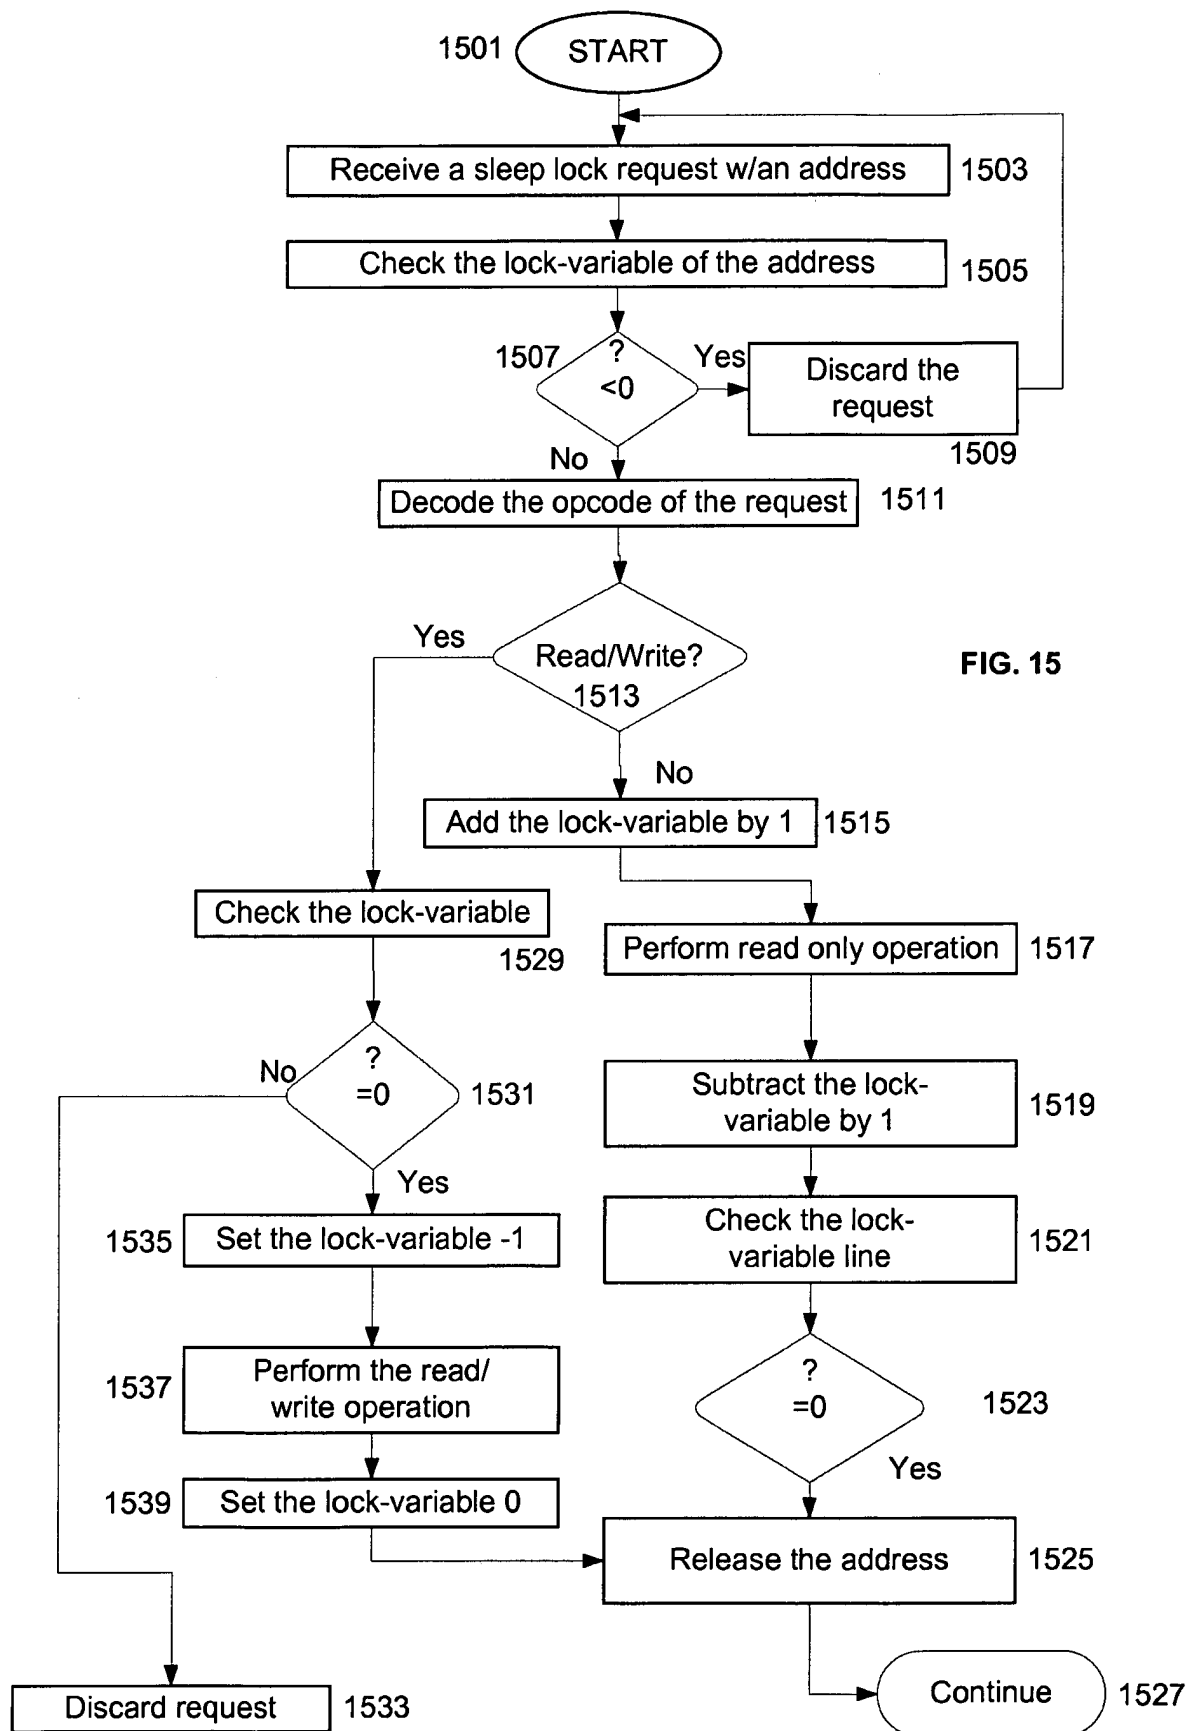 1501
START
Receive a sleep lock request w/an address
1503
Check the lock-variable of the address
1505
1507
?
<0
Yes
Discard the
request
1509
No
Decode the opcode of the request
1511
Yes
Read/Write?
1513
FIG. 15
No
Add the lock-variable by 1
1515
Check the lock-variable
1529
Perform read only operation
1517
No
?
=0
1531
Subtract the lock-
variable by 1
1519
Yes
1535
Set the lock-variable -1
Check the lock-
variable line
1521
1537
Perform the read/
write operation
?
=0
1523
Yes
1539
Set the lock-variable 0
Release the address
1525
Discard request
1533
Continue
1527